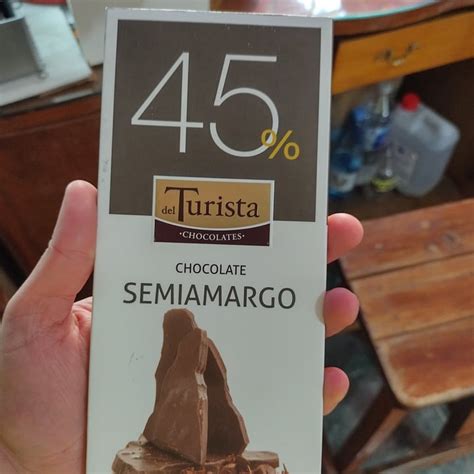 45%
del Turista
·CHOCOLATES·
CHOCOLATE
SEMIAMARGO